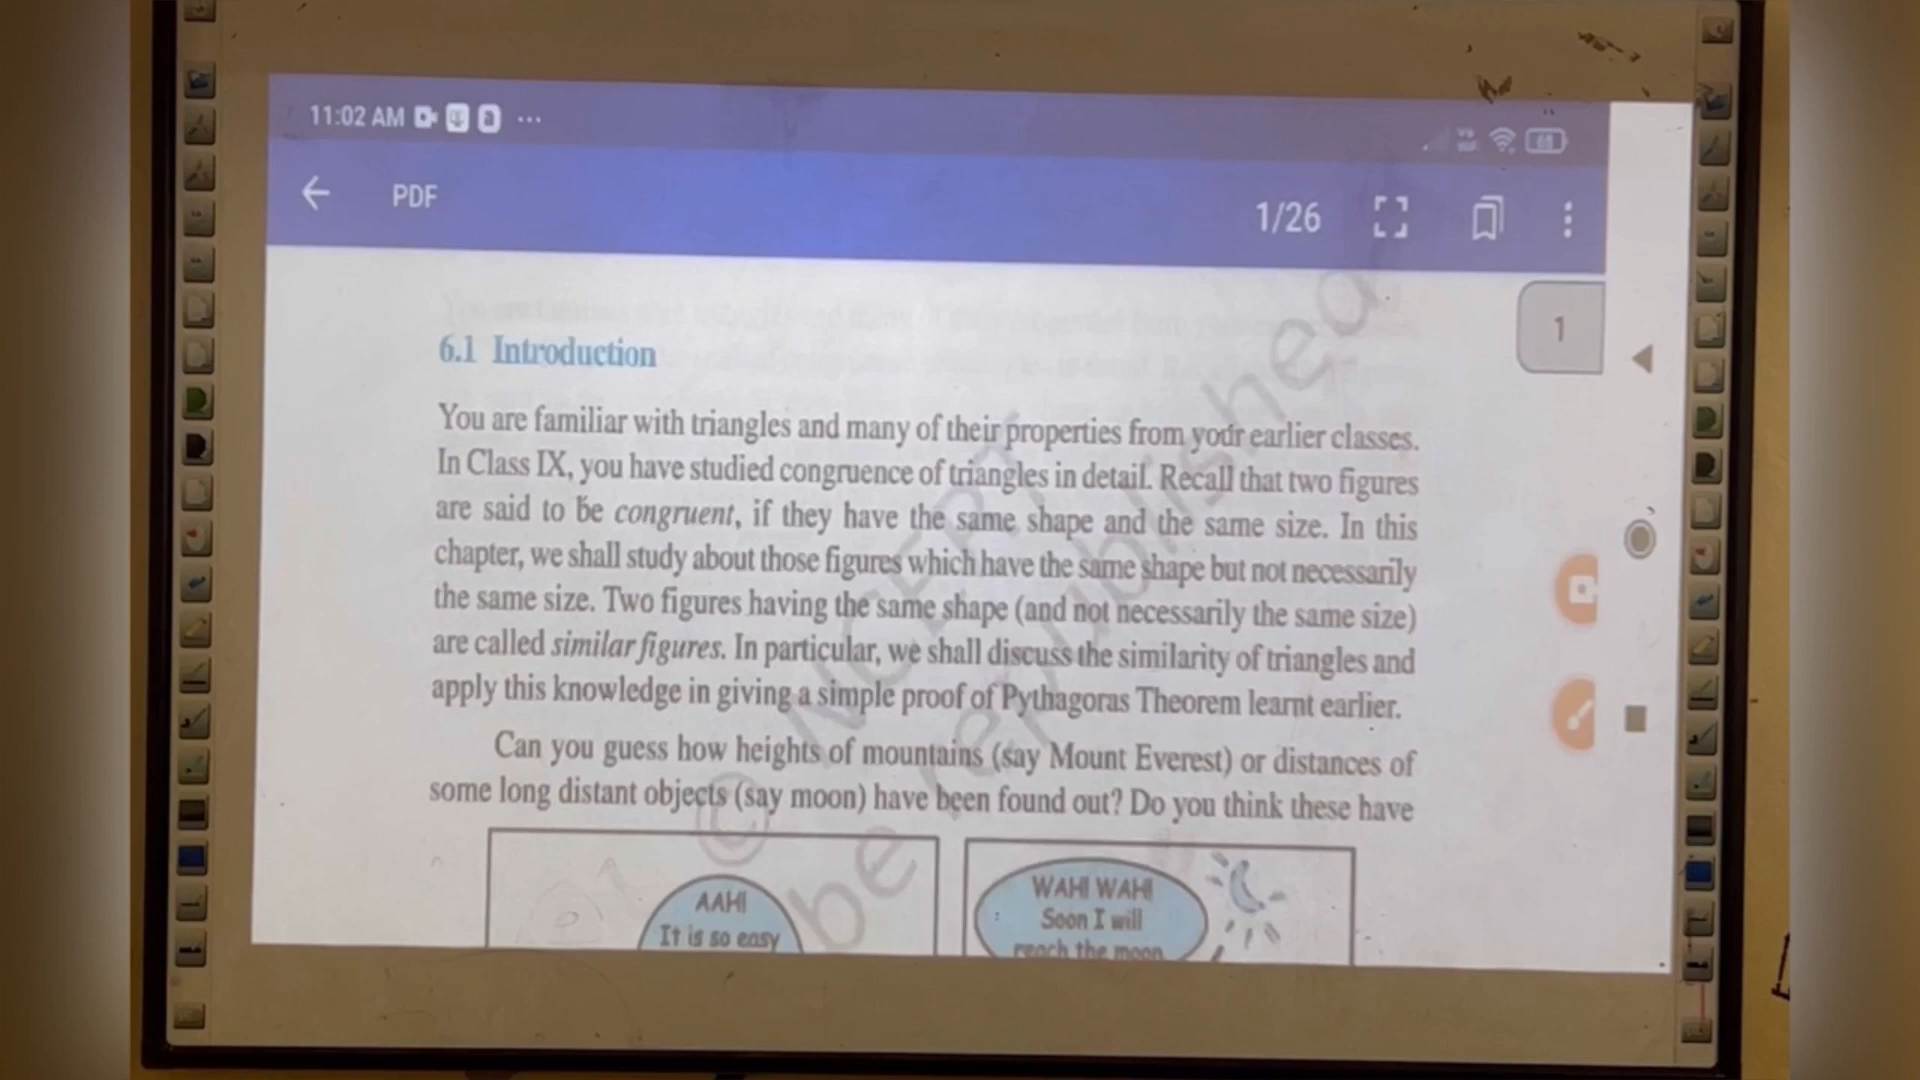 11:02 AM ...
PDF
1/26
1
6.1 Introduction
You are familiar with triangles and many of their properties from your earlier classes.
In Class IX, you have studied congruence of triangles in detail. Recall that two figures
are said to be congruent, if they have the same shape and the same size. In this
chapter, we shall study about those figures which have the same shape but not necessarily
the same size. Two figures having the same shape (and not necessarily the same size)
are called similar figures. In particular, we shall discuss the similarity of triangles and
apply this knowledge in giving a simple proof of Pythagoras Theorem learnt earlier.
Can you guess how heights of mountains (say Mount Everest) or distances of
some long distant objects (say moon) have been found out? Do you think these have
AAH!
It is so easy
WAH! WAH!
Soon I will
reach the moon
© NCERT
be republished